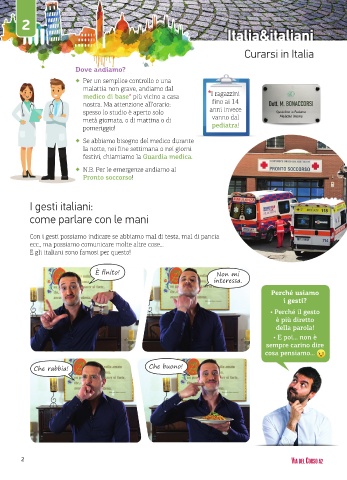 2
Italia&italiani
Curarsi in Italia
Dove andiamo?
Per un semplice controllo o una
malattia non grave, andiamo dal
medico di base* più vicino a casa
nostra. Ma attenzione all'orario:
spesso lo studio è aperto solo
metà giornata, o di mattina o di
pomeriggio!
Se abbiamo bisogno del medico durante
la notte, nei fine settimana o nei giorni
festivi, chiamiamo la Guardia medica.
N.B. Per le emergenze andiamo al
Pronto soccorso!
*I ragazzini
fino ai 14
anni invece
vanno dal
pediatra!
Dott. M. BONACCORSI
PRONTO SOCCORSO
AMBULANZA
118
I gesti italiani:
come parlare con le mani
Con i gesti possiamo indicare se abbiamo mal di testa, mal di pancia
ecc., ma possiamo comunicare molte altre cose...
E gli italiani sono famosi per questo!
È finito!
Non mi
interessa.
Che rabbia!
Che buono!
Perché usiamo
i gesti?
- Perché il gesto
è più diretto
della parola!
- E poi... non è
sempre carino dire
cosa pensiamo...
2
VIA DEL CORSO A2